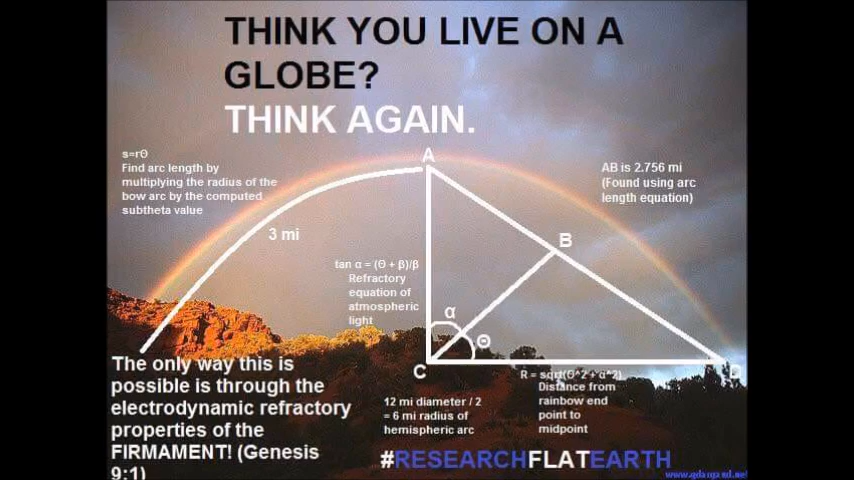 THINK YOU LIVE ON A
GLOBE?
THINK AGAIN.
s=rΘ
Find arc length by
multiplying the radius of the
bow arc by the computed
subtheta value
A
AB is 2.756 mi
(Found using arc
length equation)
3 mi
B
tan α = (Θ + β)/β
Refractory
equation of
atmospheric
light
α
Θ
C
D
The only way this is
possible is through the
electrodynamic refractory
properties of the
FIRMAMENT! (Genesis
9:1)
12 mi diameter / 2
= 6 mi radius of
hemispheric arc
R = sqrt(Θ^2 + α^2)
Distance from
rainbow end
point to
midpoint
#RESEARCHFLATEARTH